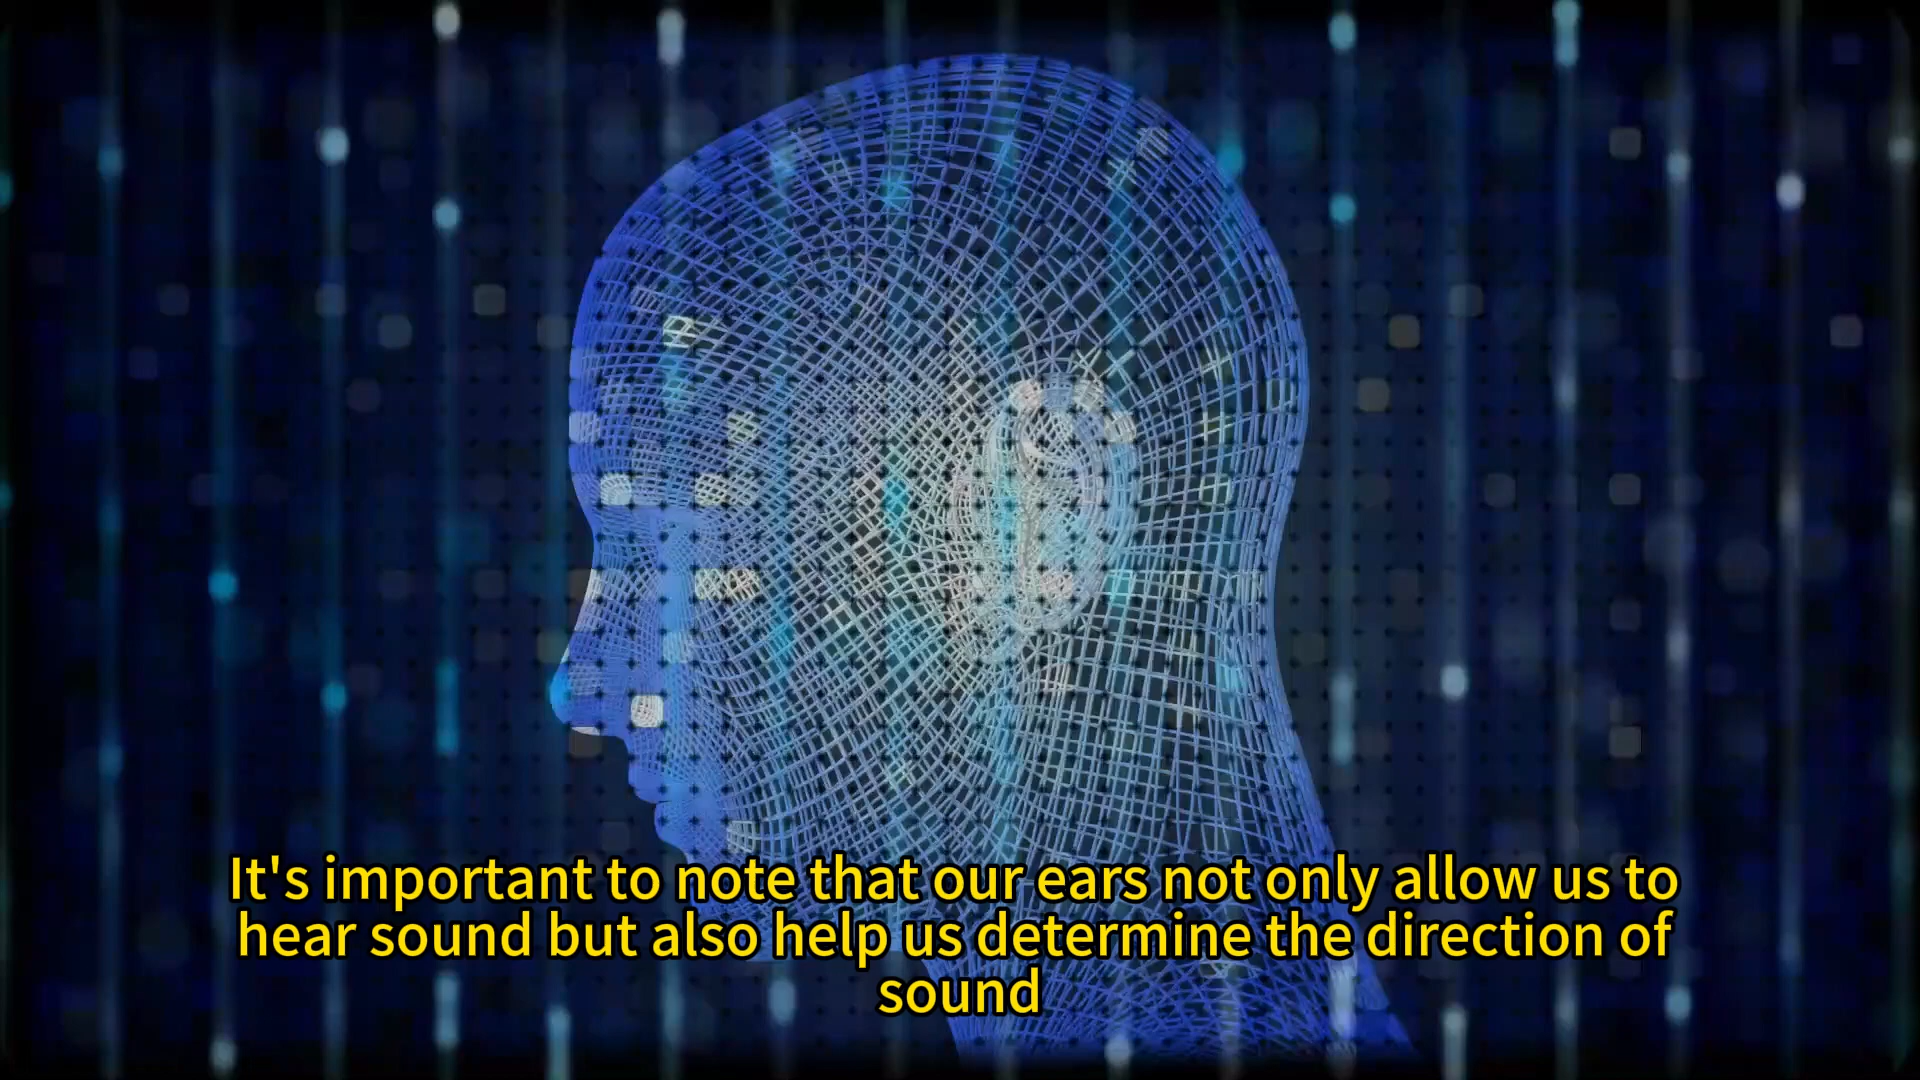 It's important to note that our ears not only allow us to
hear sound but also help us determine the direction of
sound